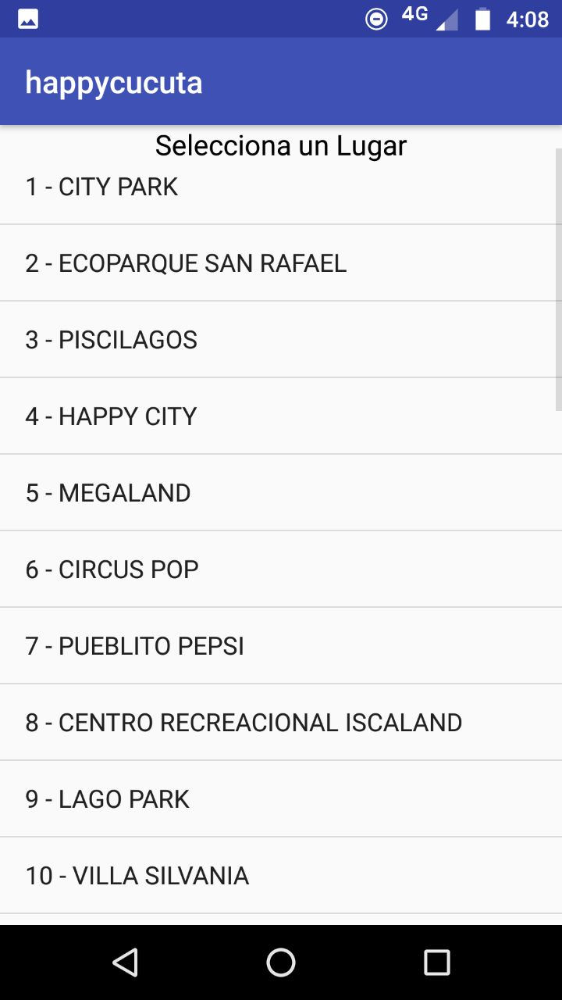 4G 4:08
happycucuta
Selecciona un Lugar
1 - CITY PARK
2 - ECOPARQUE SAN RAFAEL
3 - PISCILAGOS
4 - HAPPY CITY
5 - MEGALAND
6 - CIRCUS POP
7 - PUEBLITO PEPSI
8 - CENTRO RECREACIONAL ISCALAND
9 - LAGO PARK
10 - VILLA SILVANIA